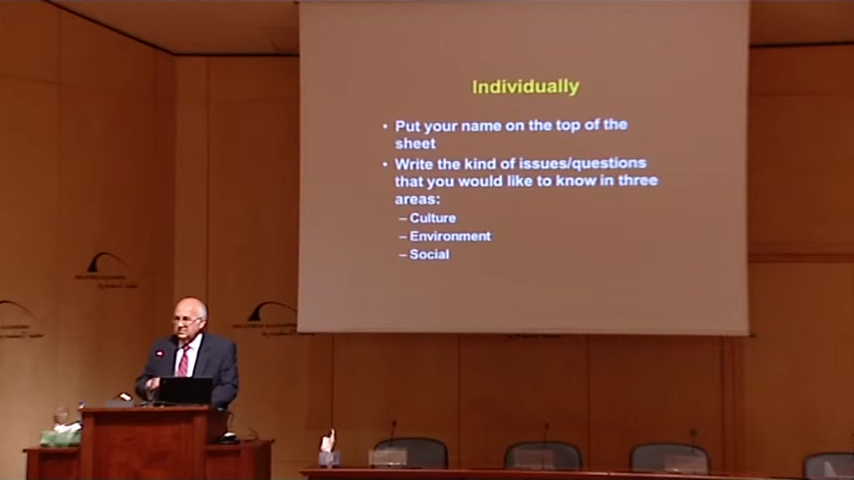 Individually
• Put your name on the top of the
sheet
• Write the kind of issues/questions
that you would like to know in three
areas:
– Culture
– Environment
– Social